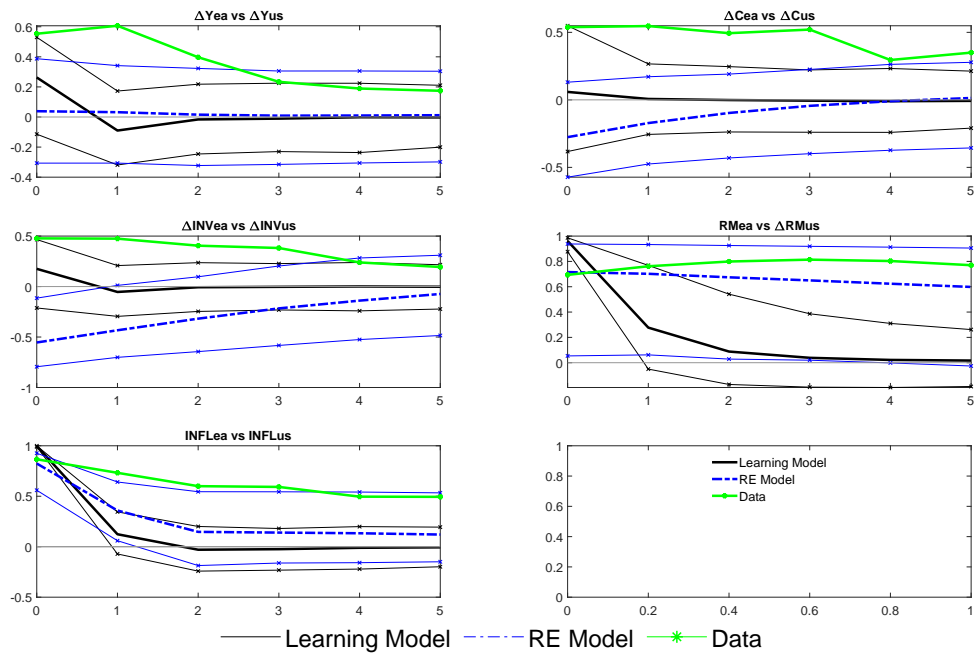 ΔYea vs ΔYus
0.6
0.4
0.2
0
-0.2
-0.4
0 1 2 3 4 5
ΔCea vs ΔCus
0.5
0
-0.5
0 1 2 3 4 5
ΔINVea vs ΔINVus
0.5
0
-0.5
-1
0 1 2 3 4 5
RMea vs ΔRMus
1
0.8
0.6
0.4
0.2
0
0 1 2 3 4 5
INFLea vs INFLus
1
0.5
0
-0.5
0 1 2 3 4 5
1
0.8
0.6
0.4
0.2
0
0 0.2 0.4 0.6 0.8 1
Learning Model
RE Model
Data
Learning Model RE Model Data